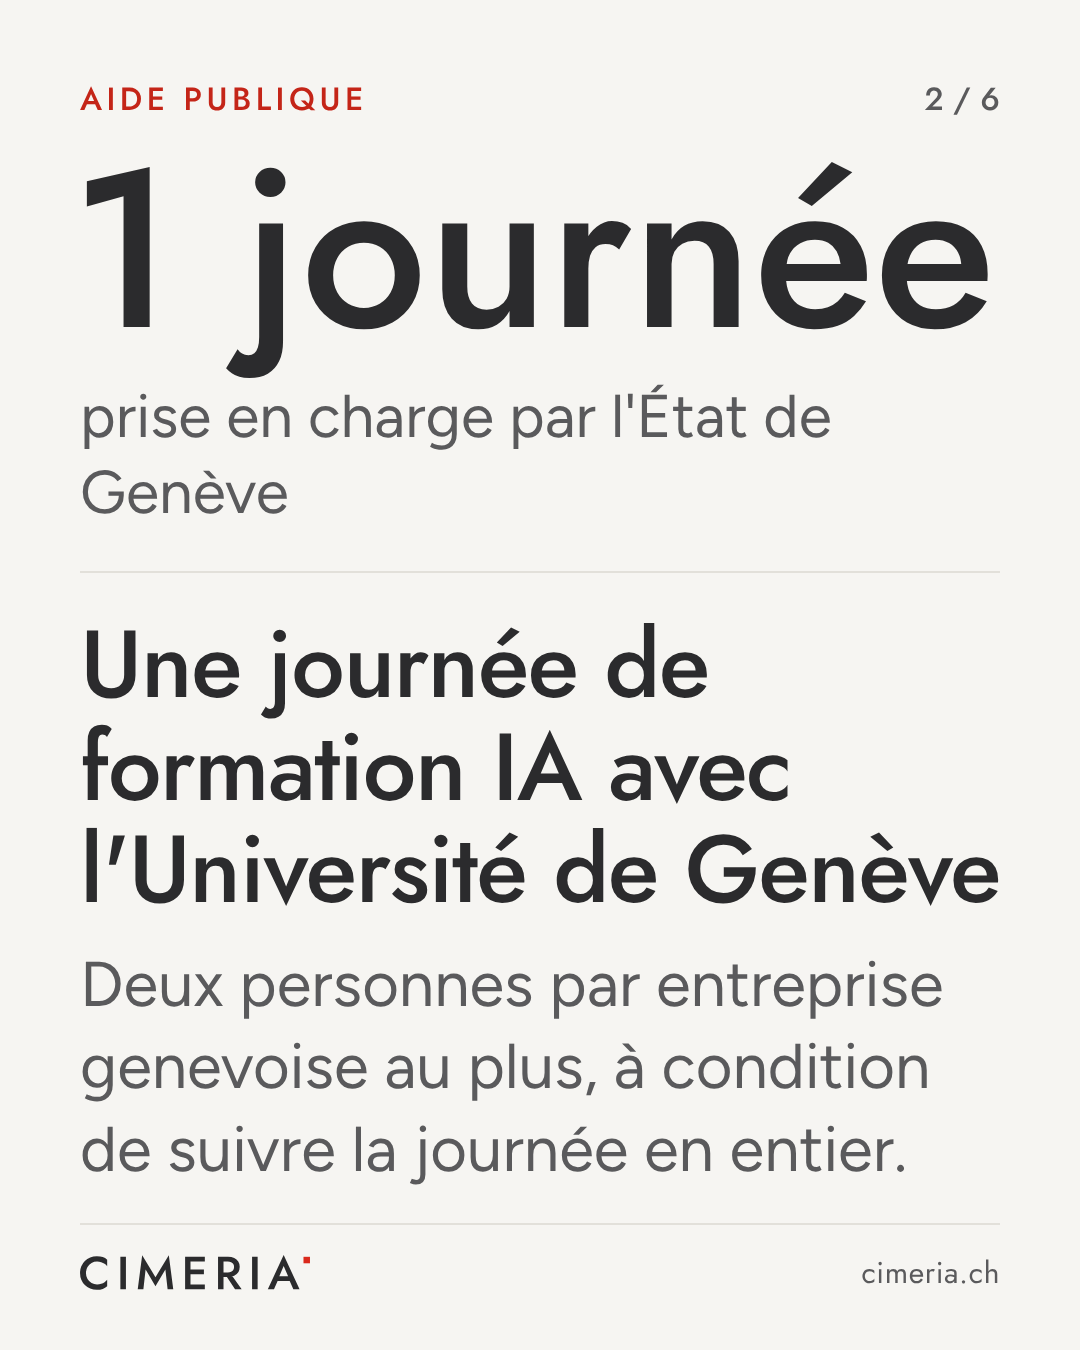 AIDE PUBLIQUE
2 / 6
1 journée
prise en charge par l'État de
Genève
Une journée de
formation IA avec
l'Université de Genève
Deux personnes par entreprise
genevoise au plus, à condition
de suivre la journée en entier.
CIMERIA
cimeria.ch